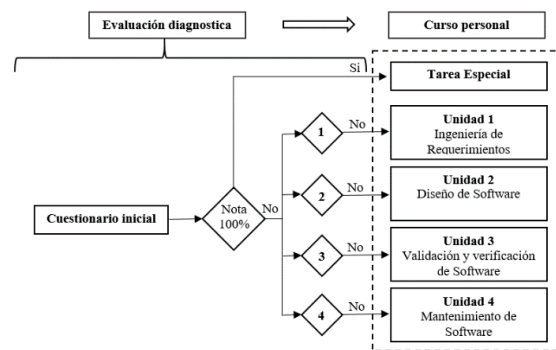 Evaluación diagnostica
Curso personal
Si
Tarea Especial
1
No
Unidad 1
Ingeniería de
Requerimientos
2
No
Unidad 2
Diseño de Software
Cuestionario inicial
Nota
100%
No
3
No
Unidad 3
Validación y verificación
de Software
4
No
Unidad 4
Mantenimiento de
Software